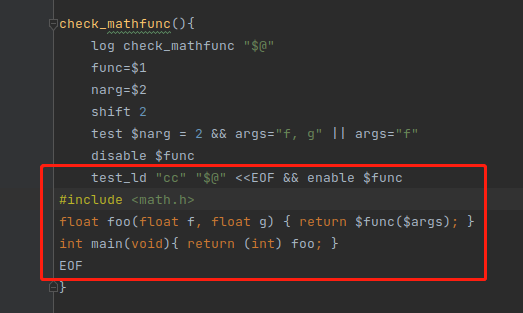 check_mathfunc(){
    log check_mathfunc "$@"
    func=$1
    narg=$2
    shift 2
    test $narg = 2 && args="f, g" || args="f"
    disable $func
    test_ld "cc" "$@" <<EOF && enable $func
#include <math.h>
float foo(float f, float g) { return $func($args); }
int main(void){ return (int) foo; }
EOF
}